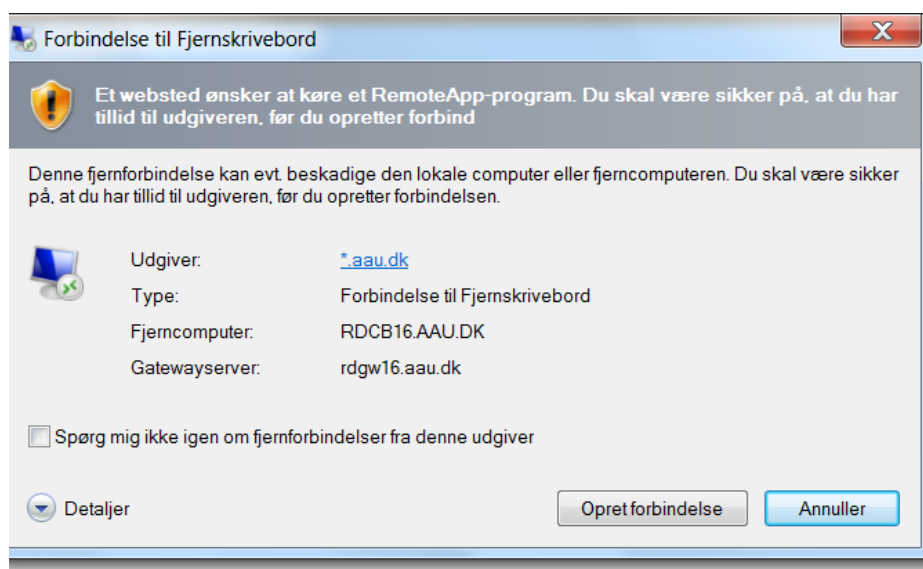 Forbindelse til Fjernskrivebord
Et websted ønsker at køre et RemoteApp-program. Du skal være sikker på, at du har
tillid til udgiveren, før du opretter forbind
Denne fjernforbindelse kan evt. beskadige den lokale computer eller fjerncomputeren. Du skal være sikker
på, at du har tillid til udgiveren, før du opretter forbindelsen.
Udgiver: *.aau.dk
Type: Forbindelse til Fjernskrivebord
Fjerncomputer: RDCB16.AAU.DK
Gatewayserver: rdgw16.aau.dk
Spørg mig ikke igen om fjernforbindelser fra denne udgiver
Detaljer Opret forbindelse Annuller